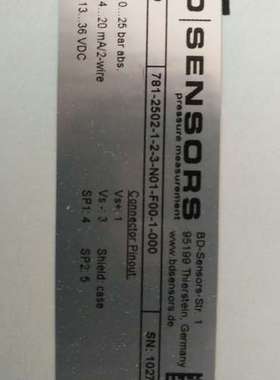 D|SENSORS
pressure measurement
BD-Sensors-Str. 1
95199 Thierstein, Germany
www.bdsensors.de
781-2502-1-2-3-N01-F00-1-000
SN: 1027
0...25 bar abs.
4...20 mA/2-wire
13...36 VDC
Connector Pinout:
Vs+: 1
Vs -: 3
Shield: case
SP1: 4
SP2: 5